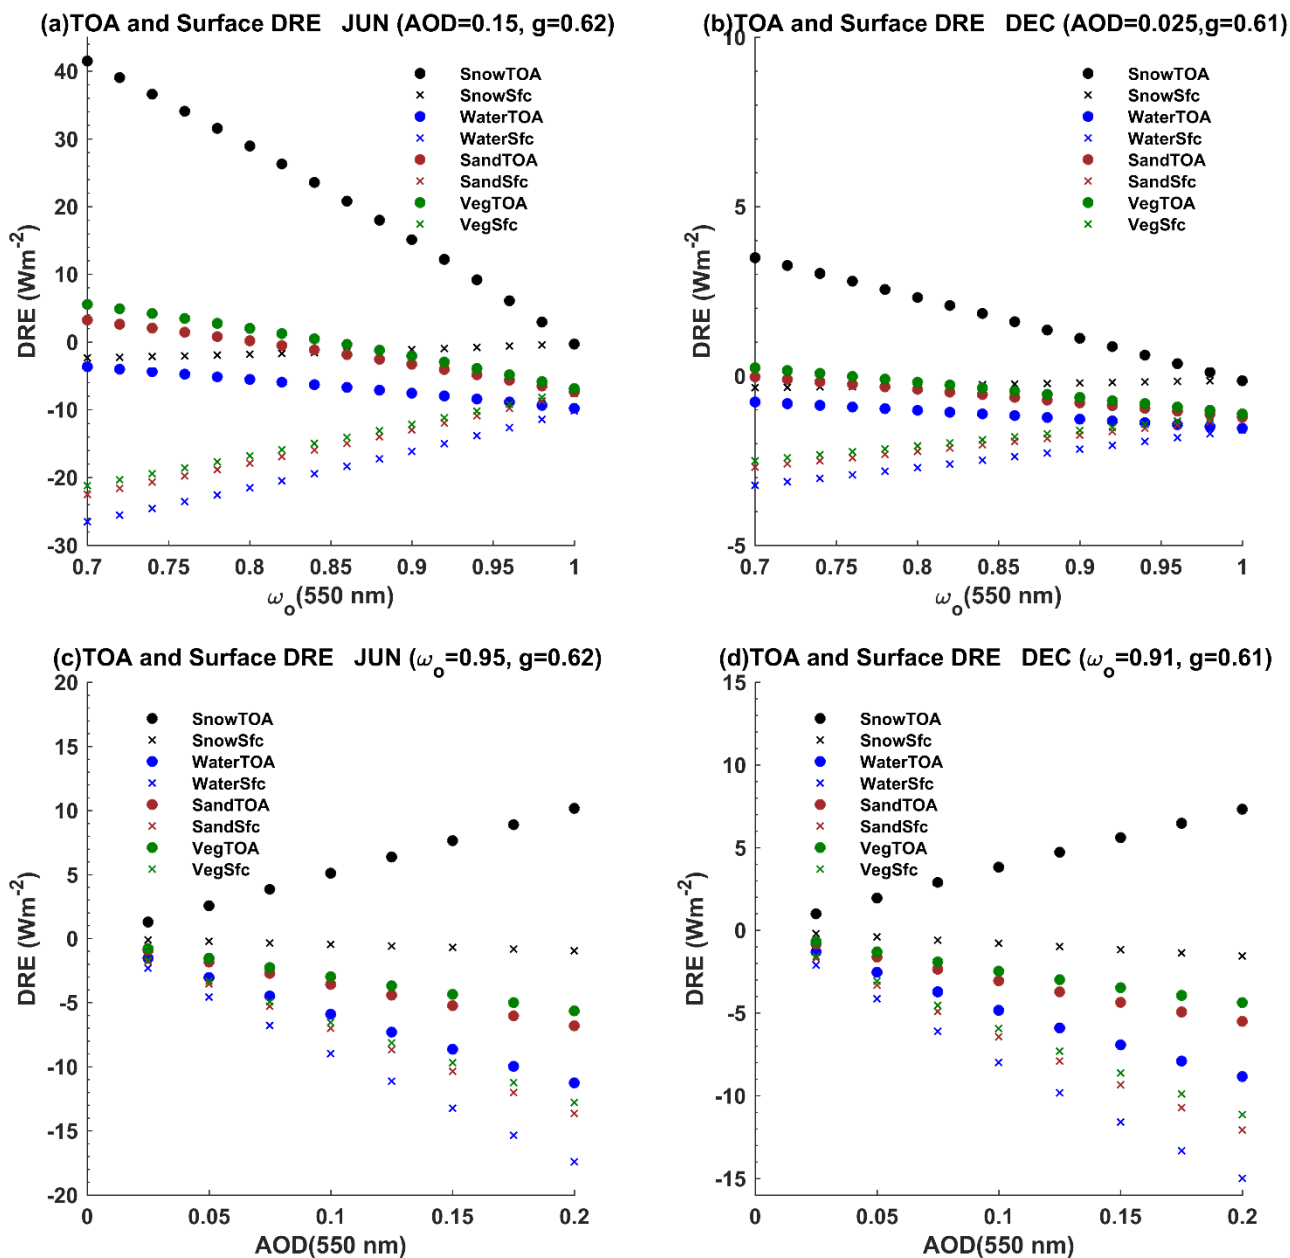 (a)TOA and Surface DRE JUN (AOD=0.15, g=0.62)
40
30
20
10
0
-10
-20
-30
DRE (Wm-2)
SnowTOA
SnowSfc
WaterTOA
WaterSfc
SandTOA
SandSfc
VegTOA
VegSfc
0.7 0.75 0.8 0.85 0.9 0.95 1
ωo(550 nm)
(b)TOA and Surface DRE DEC (AOD=0.025,g=0.61)
10
5
0
-5
DRE (Wm-2)
SnowTOA
SnowSfc
WaterTOA
WaterSfc
SandTOA
SandSfc
VegTOA
VegSfc
0.7 0.75 0.8 0.85 0.9 0.95 1
ωo(550 nm)
(c)TOA and Surface DRE JUN (ωo=0.95, g=0.62)
20
15
10
5
0
-5
-10
-15
-20
DRE (Wm-2)
SnowTOA
SnowSfc
WaterTOA
WaterSfc
SandTOA
SandSfc
VegTOA
VegSfc
0 0.05 0.1 0.15 0.2
AOD(550 nm)
(d)TOA and Surface DRE DEC (ωo=0.91, g=0.61)
15
10
5
0
-5
-10
-15
DRE (Wm-2)
SnowTOA
SnowSfc
WaterTOA
WaterSfc
SandTOA
SandSfc
VegTOA
VegSfc
0 0.05 0.1 0.15 0.2
AOD(550 nm)